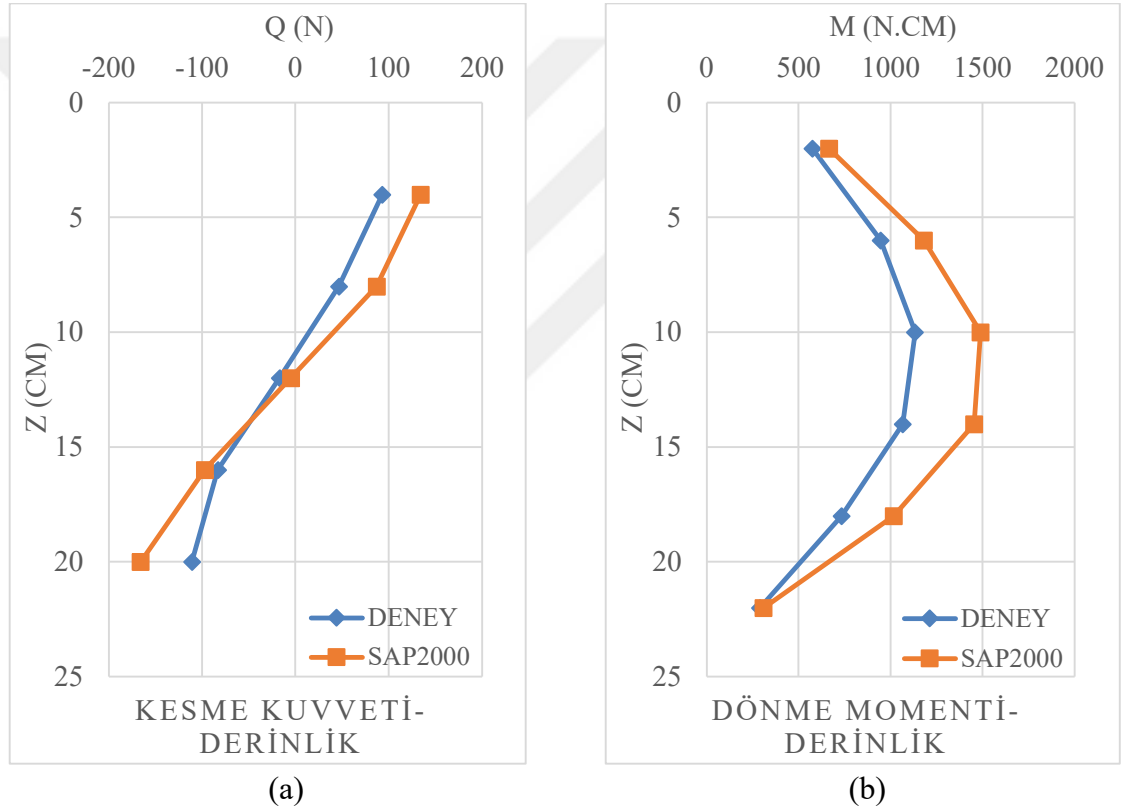 Q (N)
-200 -100 0 100 200
0
5
10
15
20
25
Z (CM)
DENEY
SAP2000
KESME KUVVETİ-
DERİNLİK
(a)
M (N.CM)
0 500 1000 1500 2000
0
5
10
15
20
25
Z (CM)
DENEY
SAP2000
DÖNME MOMENTİ-
DERİNLİK
(b)